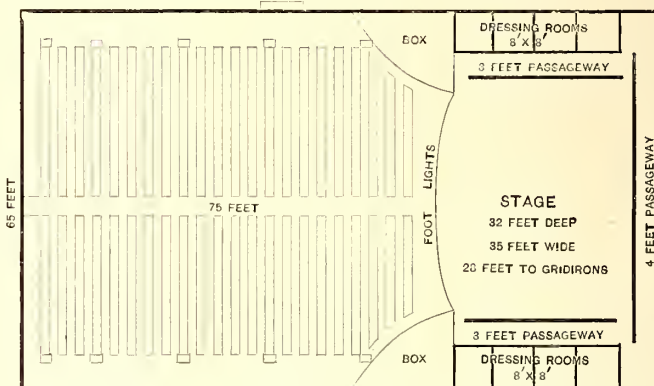 BOX
DRESSING ROOMS
8'X 8'
3 FEET PASSAGEWAY
65 FEET
75 FEET
FOOT LIGHTS
STAGE
32 FEET DEEP
35 FEET WIDE
FEET TO GRIDIRONS
4 FEET PASSAGEWAY
3 FEET PASSAGEWAY
BOX
DRESSING ROOMS
8'X 8'